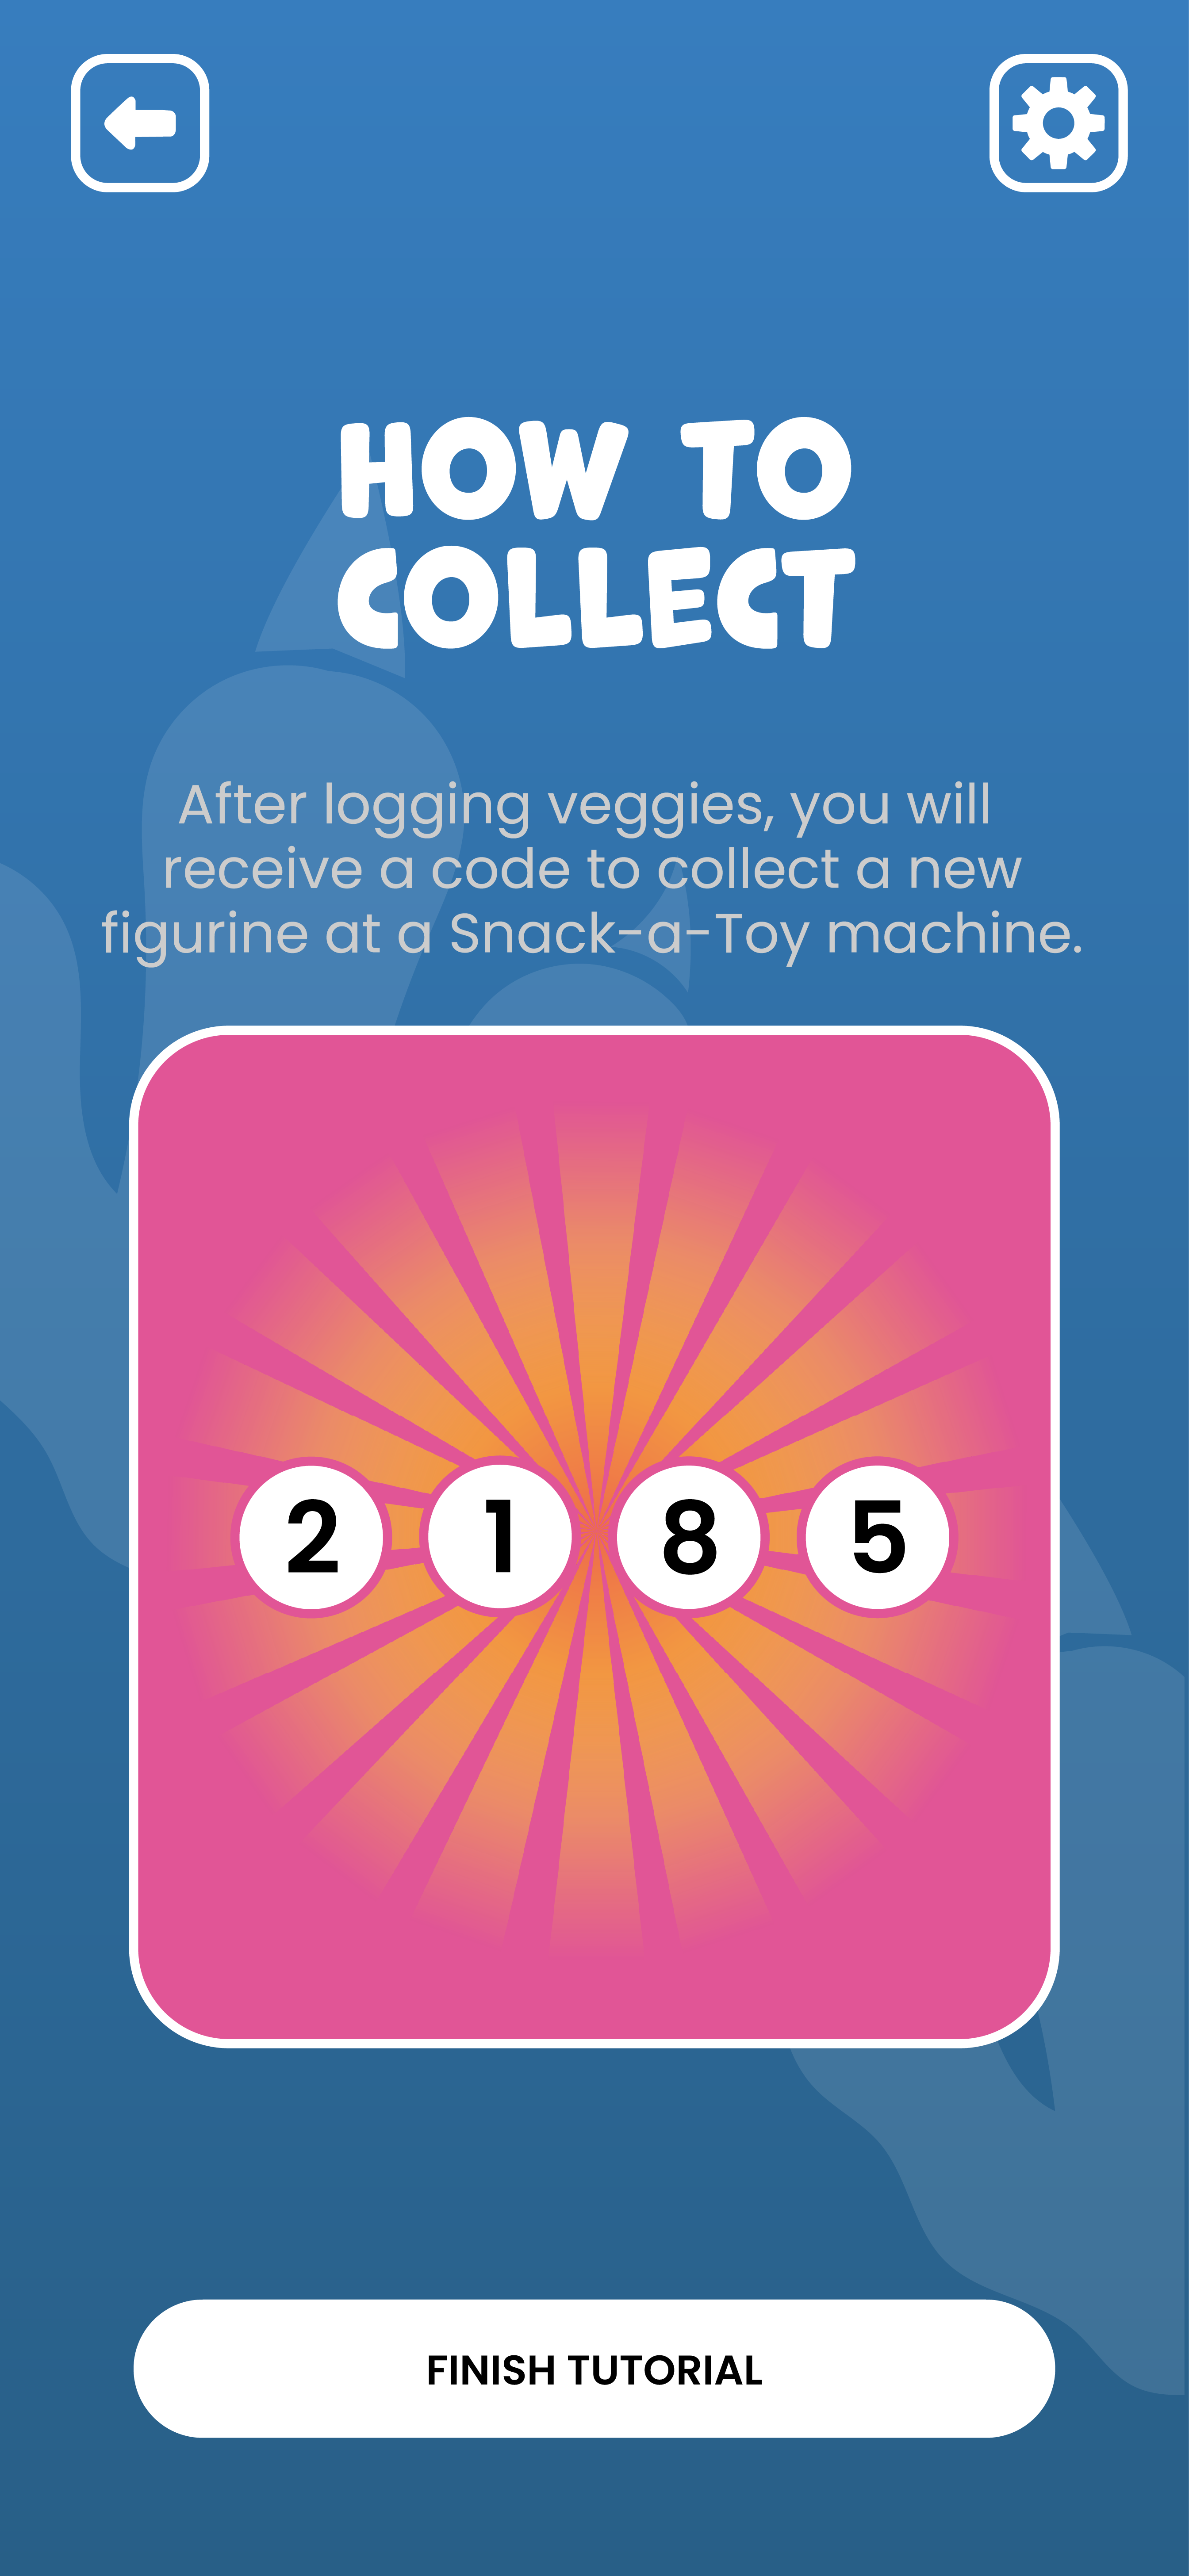 HOW TO
COLLECT
After logging veggies, you will
receive a code to collect a new
figurine at a Snack-a-Toy machine.
2 1 8 5
FINISH TUTORIAL